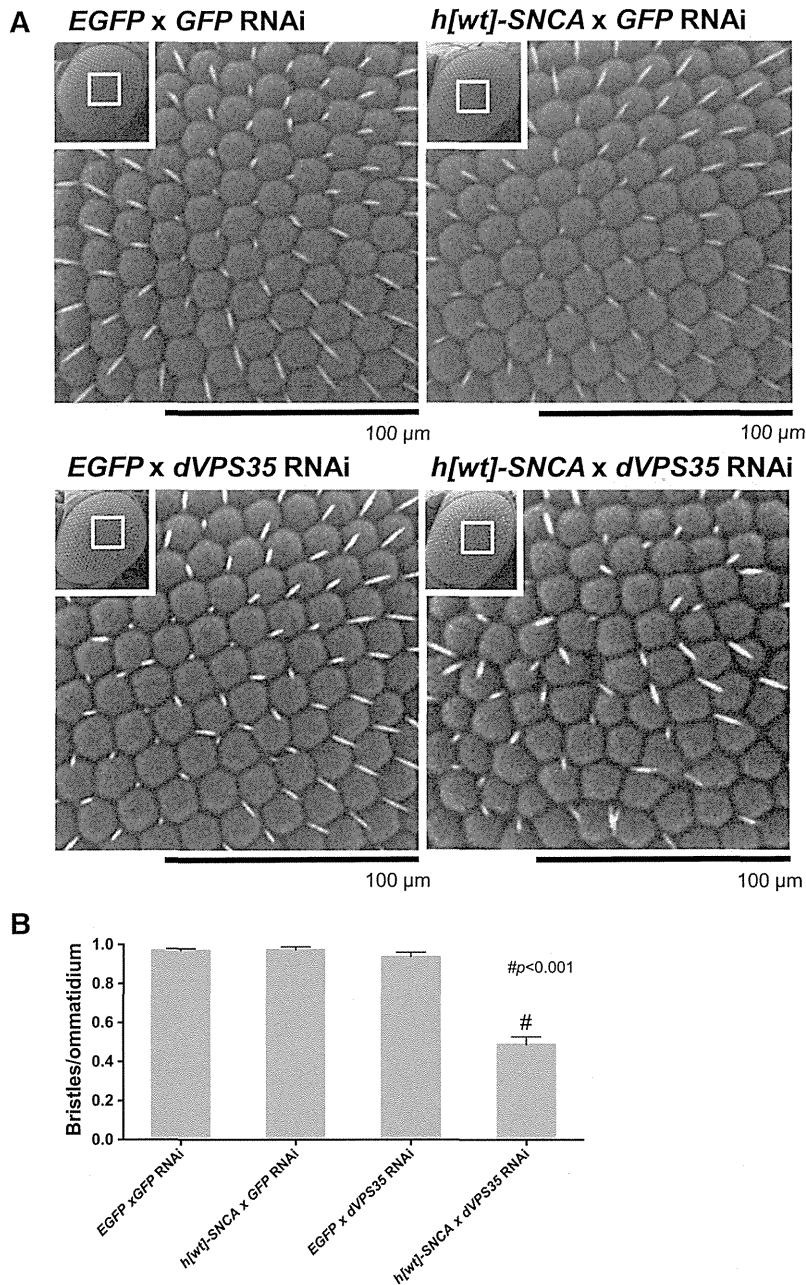 A
EGFP x GFP RNAi
h[wt]-SNCA x GFP RNAi
100 µm
100 µm
EGFP x dVPS35 RNAi
h[wt]-SNCA x dVPS35 RNAi
100 µm
100 µm
B
Bristles/ommatidium
1.0
0.8
0.6
0.4
0.2
0.0
#p<0.001
#
EGFP xGFP RNAi
h[wt]-SNCA x GFP RNAi
EGFP x dVPS35 RNAi
h[wt]-SNCA x dVPS35 RNAi